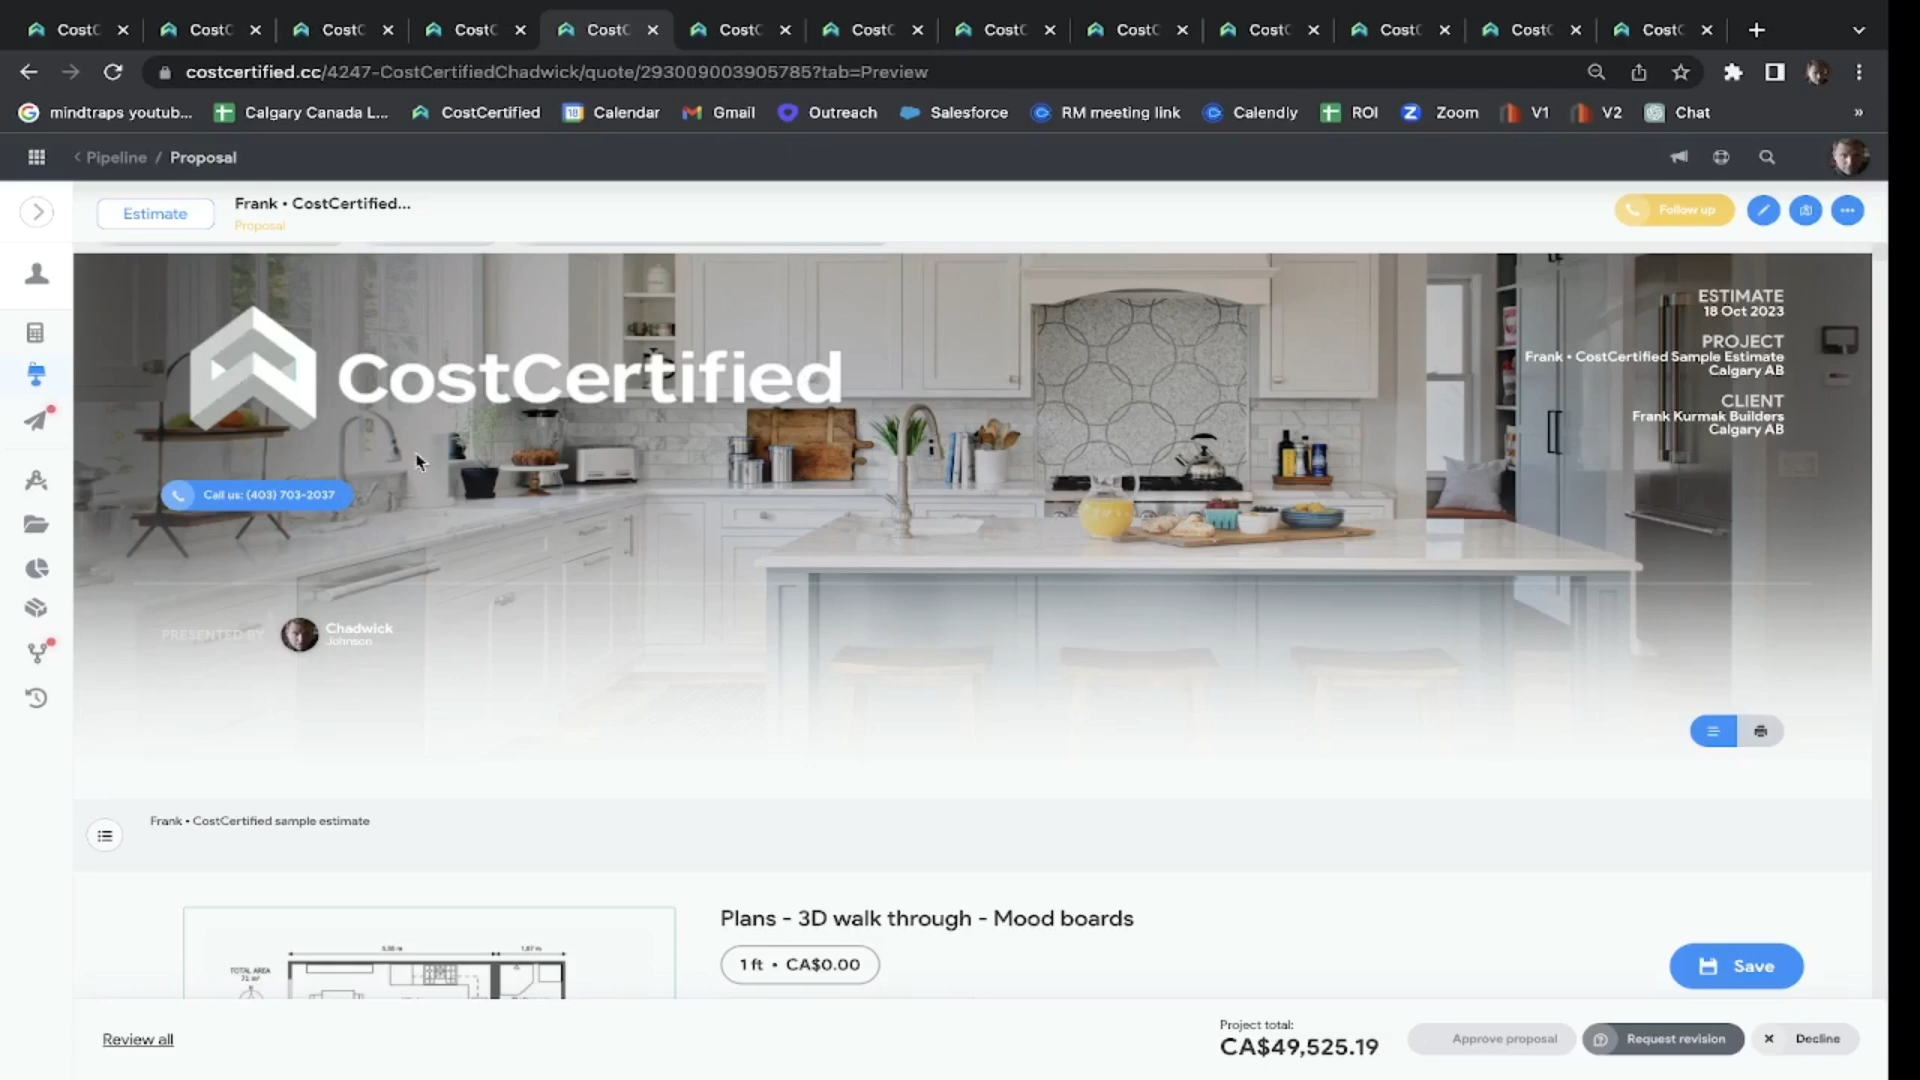 CostC
CostC
CostC
CostC
CostC
CostC
CostC
CostC
CostC
CostC
CostC
CostC
CostC
costcertified.cc/4247-CostCertifiedChadwick/quote/293009003905785?tab=Preview
mindtraps youtub...
Calgary Canada L...
CostCertified
Calendar
Gmail
Outreach
Salesforce
RM meeting link
Calendly
ROI
Zoom
V1
V2
Chat
»
< Pipeline / Proposal
Estimate
Frank • CostCertified...
Proposal
Follow up
CostCertified
ESTIMATE
18 Oct 2023
PROJECT
Frank • CostCertified Sample Estimate
Calgary AB
CLIENT
Frank Kurmak Builders
Calgary AB
Call us: (403) 703-2037
PRESENTED BY
Chadwick
Johnson
Frank • CostCertified sample estimate
TOTAL AREA
Plans - 3D walk through - Mood boards
1 ft • CA$0.00
Save
Review all
Project total:
CA$49,525.19
Approve proposal
Request revision
Decline